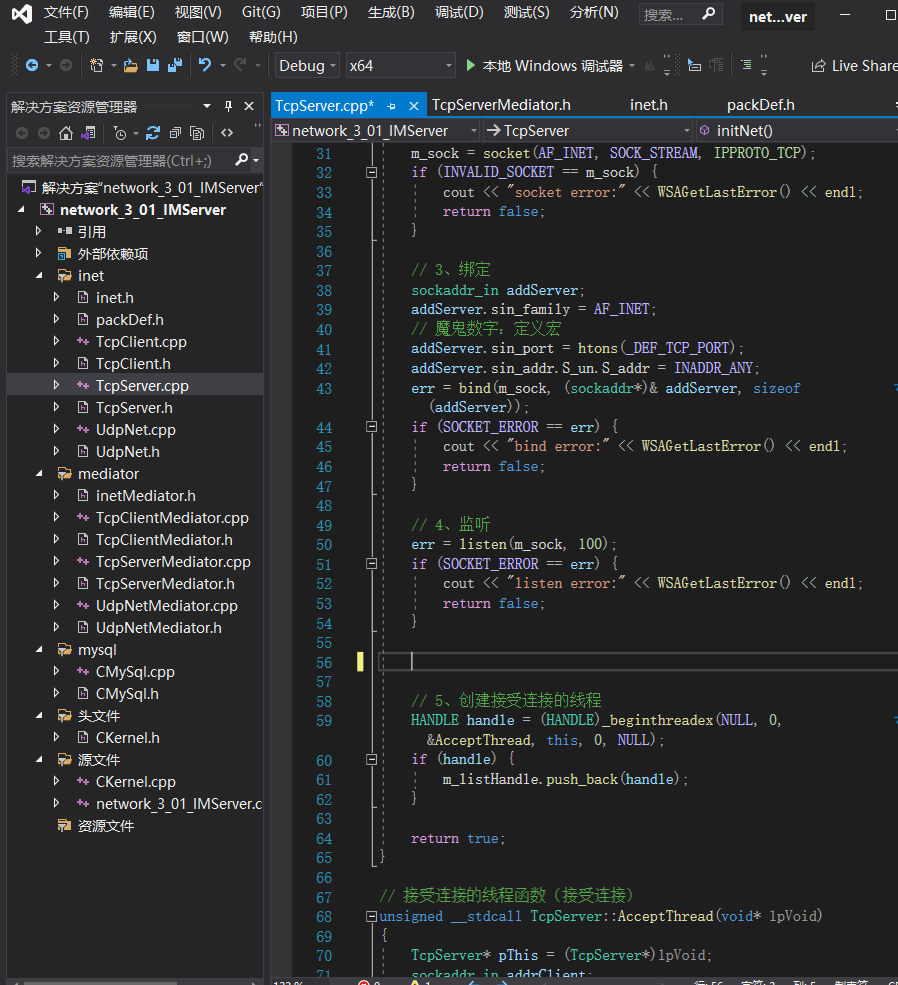 文件(F) 编辑(E) 视图(V) Git(G) 项目(P) 生成(B) 调试(D) 测试(S) 分析(N) 搜索... net...ver
工具(T) 扩展(X) 窗口(W) 帮助(H)
Debug x64 本地 Windows 调试器 Live Share
解决方案资源管理器
搜索解决方案资源管理器(Ctrl+;)
解决方案"network_3_01_IMServer"
network_3_01_IMServer
引用
外部依赖项
inet
inet.h
packDef.h
TcpClient.cpp
TcpClient.h
TcpServer.cpp
TcpServer.h
UdpNet.cpp
UdpNet.h
mediator
inetMediator.h
TcpClientMediator.cpp
TcpClientMediator.h
TcpServerMediator.cpp
TcpServerMediator.h
UdpNetMediator.cpp
UdpNetMediator.h
mysql
CMySql.cpp
CMySql.h
头文件
CKernel.h
源文件
CKernel.cpp
network_3_01_IMServer.c
资源文件
TcpServer.cpp* TcpServerMediator.h inet.h packDef.h
network_3_01_IMServer TcpServer initNet()
31 m_sock = socket(AF_INET, SOCK_STREAM, IPPROTO_TCP);
32 if (INVALID_SOCKET == m_sock) {
33 cout << "socket error:" << WSAGetLastError() << endl;
34 return false;
35 }
36
37 // 3、绑定
38 sockaddr_in addServer;
39 addServer.sin_family = AF_INET;
40 // 魔鬼数字：定义宏
41 addServer.sin_port = htons(_DEF_TCP_PORT);
42 addServer.sin_addr.S_un.S_addr = INADDR_ANY;
43 err = bind(m_sock, (sockaddr*)& addServer, sizeof
(addServer));
44 if (SOCKET_ERROR == err) {
45 cout << "bind error:" << WSAGetLastError() << endl;
46 return false;
47 }
48
49 // 4、监听
50 err = listen(m_sock, 100);
51 if (SOCKET_ERROR == err) {
52 cout << "listen error:" << WSAGetLastError() << endl;
53 return false;
54 }
55
56
57
58 // 5、创建接受连接的线程
59 HANDLE handle = (HANDLE)_beginthreadex(NULL, 0,
&AcceptThread, this, 0, NULL);
60 if (handle) {
61 m_listHandle.push_back(handle);
62 }
63
64 return true;
65 }
66
67 // 接受连接的线程函数（接受连接）
68 unsigned __stdcall TcpServer::AcceptThread(void* lpVoid)
69 {
70 TcpServer* pThis = (TcpServer*)lpVoid;
71 sockaddr_in addrClient;